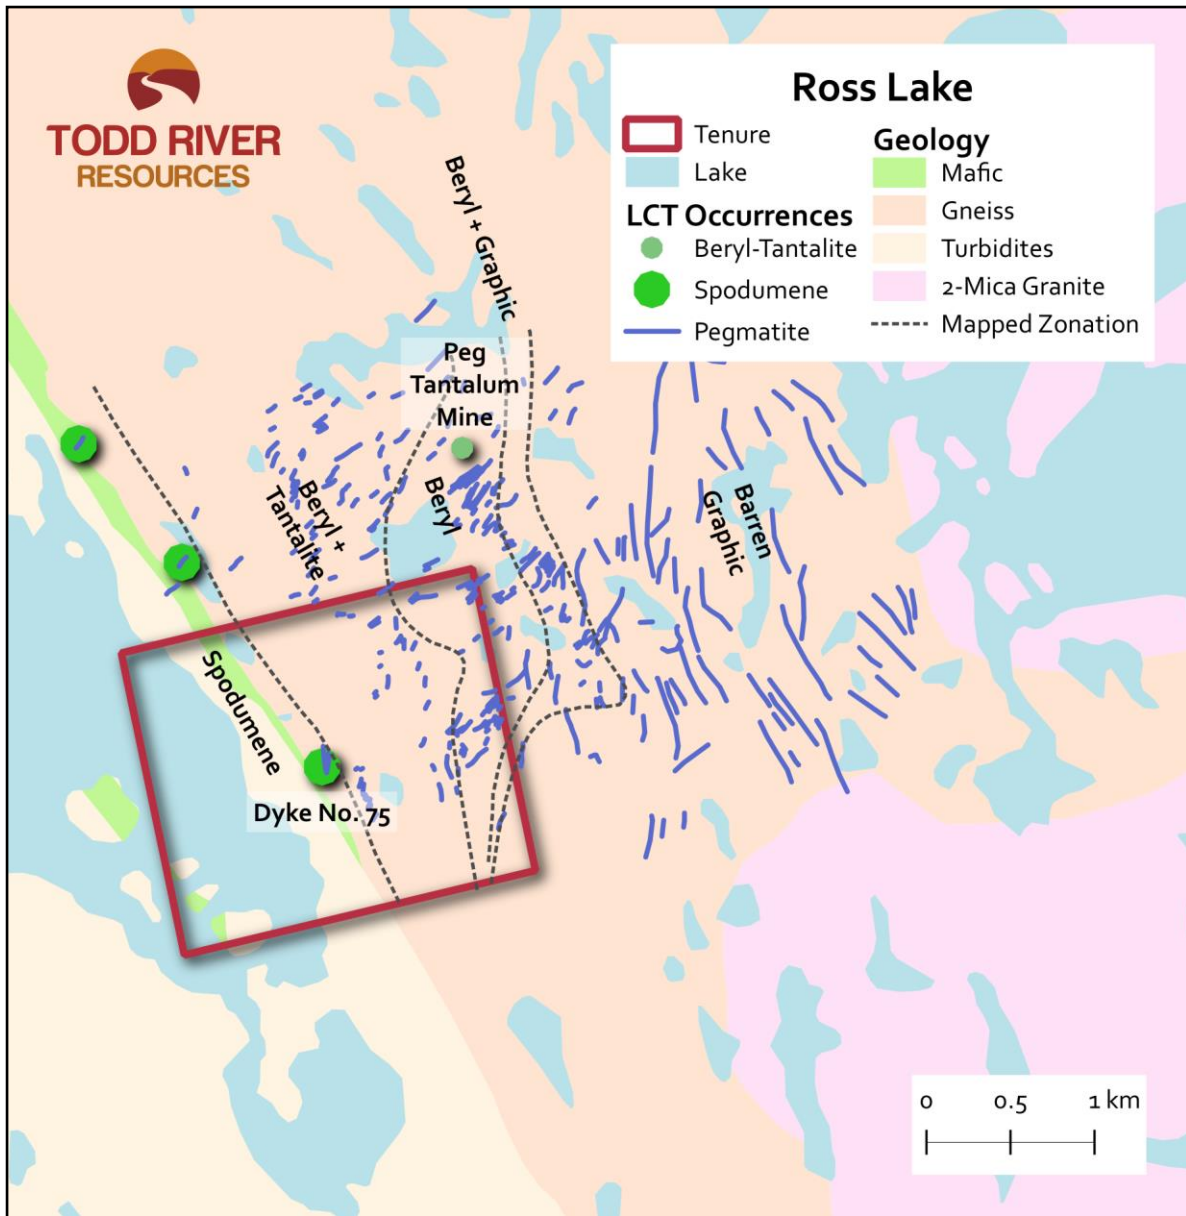 TODD RIVER
RESOURCES
Ross Lake
Tenure
Lake
LCT Occurrences
Beryl-Tantalite
Spodumene
Pegmatite
Geology
Mafic
Gneiss
Turbidites
2-Mica Granite
Mapped Zonation
Beryl + Graphic
Peg
Tantalum
Mine
Beryl +
Tantalite
Beryl
Barren
Graphic
Spodumene
Dyke No. 75
0 0.5 1 km